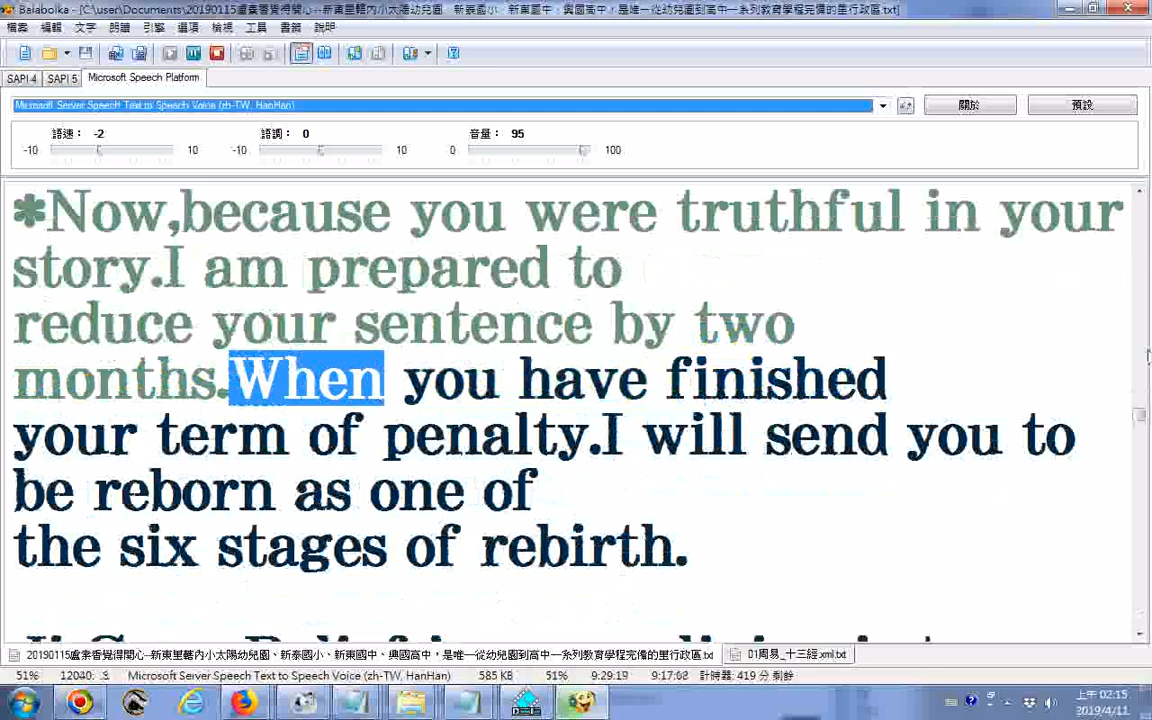 Balabolka - [C:\user\Documents\20190115盧素香覺得開心--新東里轄內小太陽幼兒園、新泰國小、新東國中、興國高中，是唯一從幼兒園到高中一系列教育學程完備的里行政區.txt]
檔案 編輯 文字 朗讀 引擎 選項 檢視 工具 書籤 說明
SAPI 4 SAPI 5 Microsoft Speech Platform
Microsoft Server Speech Text to Speech Voice (zh-TW, HanHan)
關於 預設
語速： -2 語調： 0 音量： 95
-10 10 -10 10 0 100
*Now,because you were truthful in your
story.I am prepared to
reduce your sentence by two
months.When you have finished
your term of penalty.I will send you to
be reborn as one of
the six stages of rebirth.
20190115盧素香覺得開心--新東里轄內小太陽幼兒園、新泰國小、新東國中、興國高中，是唯一從幼兒園到高中一系列教育學程完備的里行政區.txt 01周易_十三經.xml.txt
51% Microsoft Server Speech Text to Speech Voice (zh-TW, HanHan) 585 KB 51% 9:29:19 9:17:08 計時器: 419 分 剩餘
上午 02:15
2019/4/11